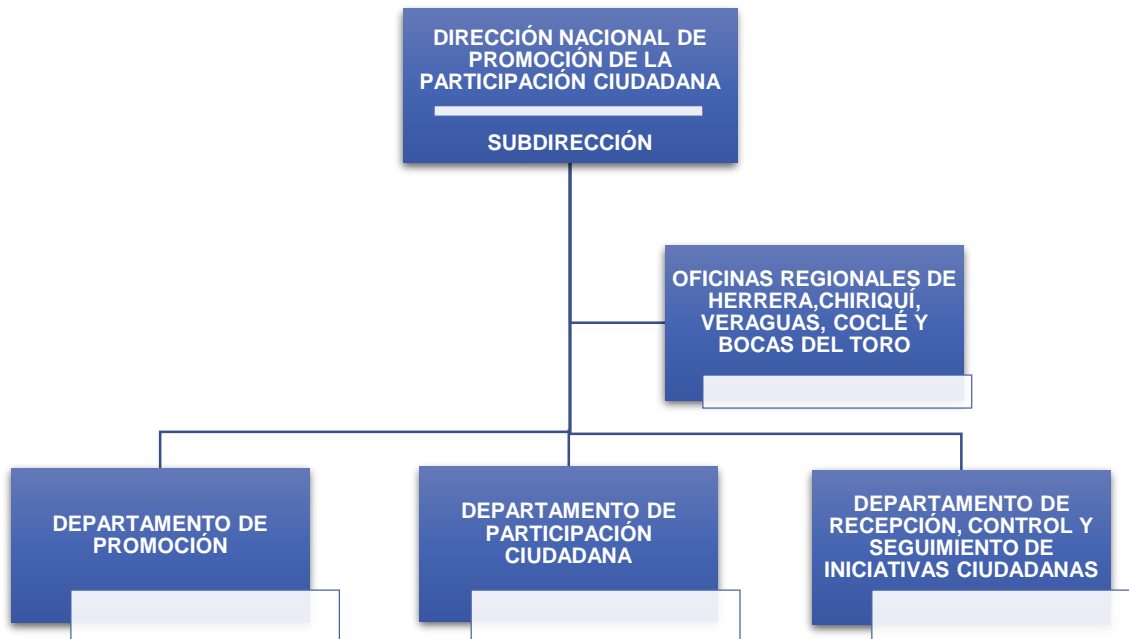 DIRECCIÓN NACIONAL DE
PROMOCIÓN DE LA
PARTICIPACIÓN CIUDADANA
SUBDIRECCIÓN
OFICINAS REGIONALES DE
HERRERA,CHIRIQUÍ,
VERAGUAS, COCLÉ Y
BOCAS DEL TORO
DEPARTAMENTO DE
PROMOCIÓN
DEPARTAMENTO DE
PARTICIPACIÓN
CIUDADANA
DEPARTAMENTO DE
RECEPCIÓN, CONTROL Y
SEGUIMIENTO DE
INICIATIVAS CIUDADANAS